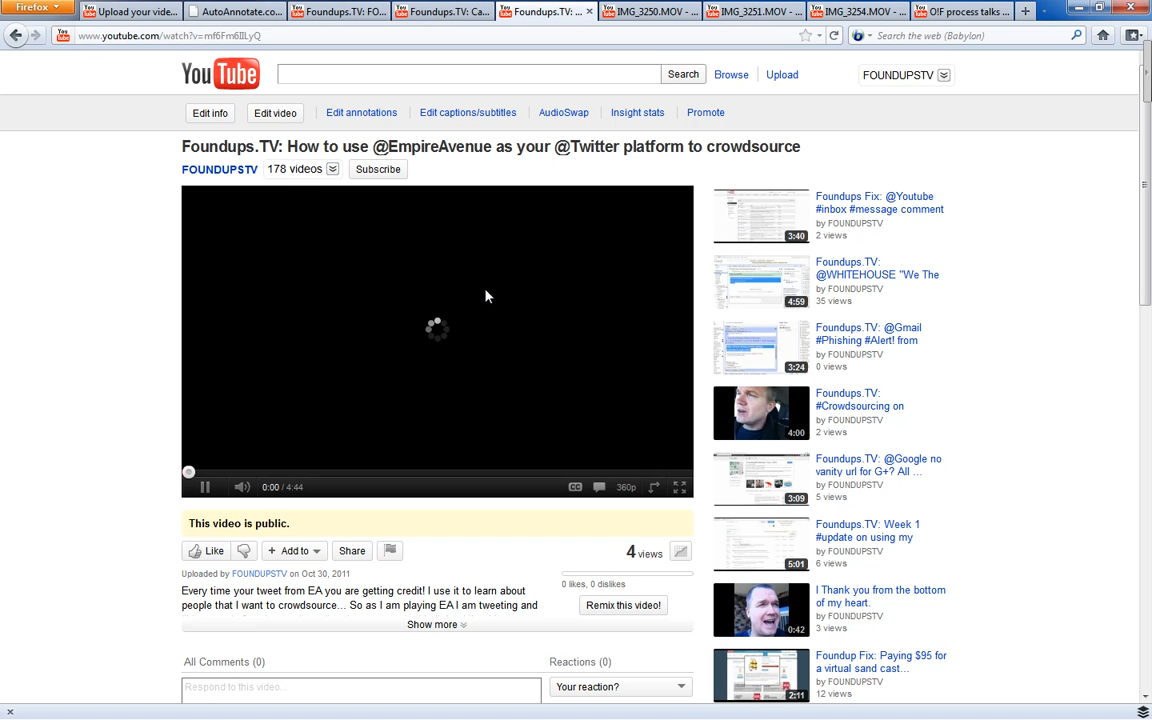 Firefox
Upload your vide...
AutoAnnotate.co...
Foundups.TV: FO...
Foundups.TV: Ca...
Foundups.TV: ...
IMG_3250.MOV - ...
IMG_3251.MOV - ...
IMG_3254.MOV - ...
O!F process talks ...
www.youtube.com/watch?v=mf6Fm6IILyQ
Search the web (Babylon)
YouTube
Search
Browse
Upload
FOUNDUPSTV
Edit info
Edit video
Edit annotations
Edit captions/subtitles
AudioSwap
Insight stats
Promote
Foundups.TV: How to use @EmpireAvenue as your @Twitter platform to crowdsource
FOUNDUPSTV
178 videos
Subscribe
0:00 / 4:44
CC
360p
This video is public.
Like
+ Add to
Share
4 views
Uploaded by FOUNDUPSTV on Oct 30, 2011
0 likes, 0 dislikes
Every time your tweet from EA you are getting credit! I use it to learn about
people that I want to crowdsource... So as I am playing EA I am tweeting and
Remix this video!
Show more
All Comments (0)
Respond to this video...
Reactions (0)
Your reaction?
3:40
Foundups Fix: @Youtube
#inbox #message comment
by FOUNDUPSTV
2 views
4:59
Foundups.TV:
@WHITEHOUSE "We The
by FOUNDUPSTV
35 views
3:24
Foundups.TV: @Gmail
#Phishing #Alert! from
by FOUNDUPSTV
0 views
4:00
Foundups.TV:
#Crowdsourcing on
by FOUNDUPSTV
2 views
3:09
Foundups.TV: @Google no
vanity url for G+? All ...
by FOUNDUPSTV
5 views
5:01
Foundups.TV: Week 1
#update on using my
by FOUNDUPSTV
6 views
0:42
I Thank you from the bottom
of my heart.
by FOUNDUPSTV
3 views
2:11
Foundup Fix: Paying $95 for
a virtual sand cast...
by FOUNDUPSTV
12 views